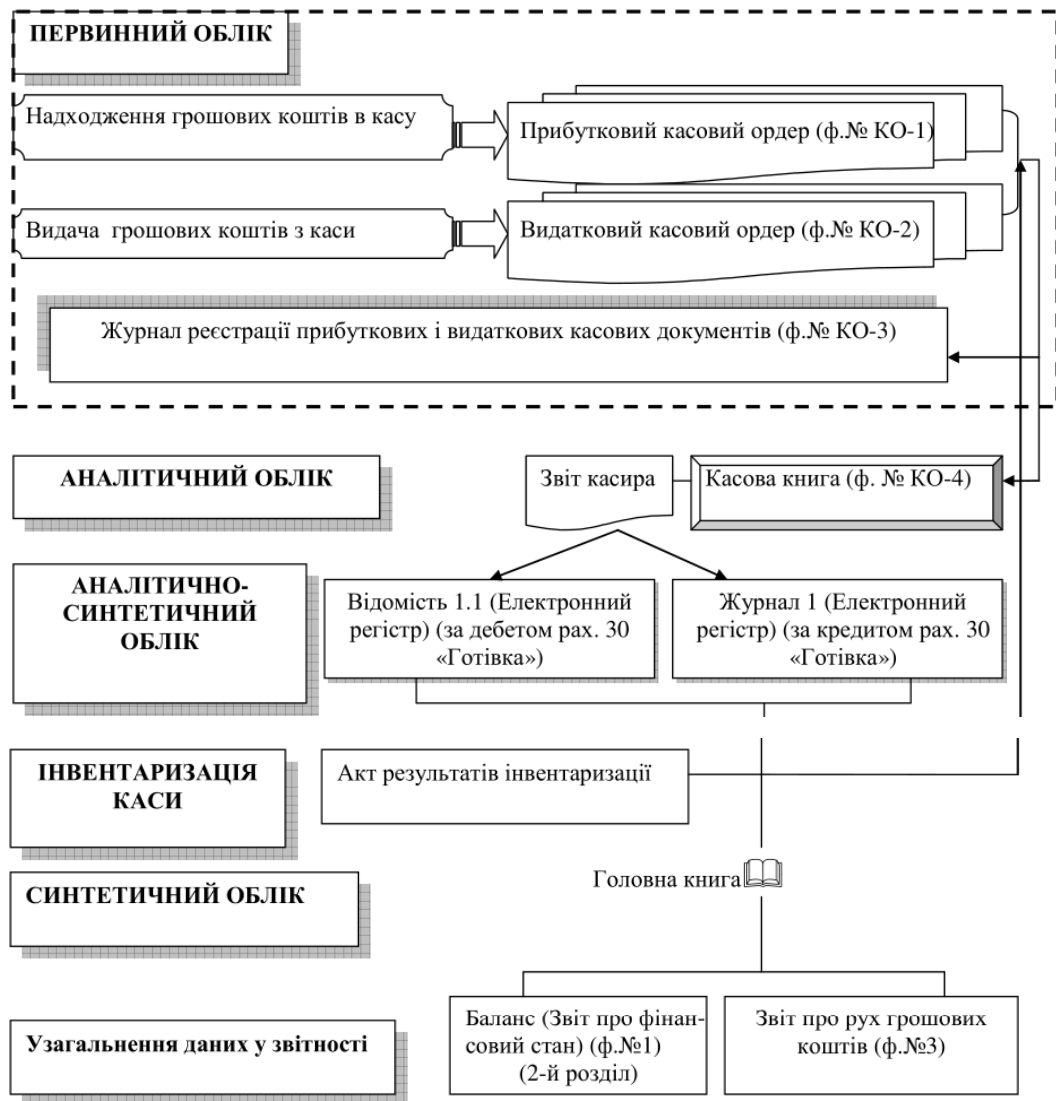 ПЕРВИННИЙ ОБЛІК
Надходження грошових коштів в касу
Прибутковий касовий ордер (ф.№ КО-1)
Видача грошових коштів з каси
Видатковий касовий ордер (ф.№ КО-2)
Журнал реєстрації прибуткових і видаткових касових документів (ф.№ КО-3)
АНАЛІТИЧНИЙ ОБЛІК
Звіт касира
Касова книга (ф. № КО-4)
АНАЛІТИЧНО-
СИНТЕТИЧНИЙ
ОБЛІК
Відомість 1.1 (Електронний
регістр) (за дебетом рах. 30
«Готівка»)
Журнал 1 (Електронний
регістр) (за кредитом рах. 30
«Готівка»)
ІНВЕНТАРИЗАЦІЯ
КАСИ
Акт результатів інвентаризації
СИНТЕТИЧНИЙ ОБЛІК
Головна книга
Узагальнення даних у звітності
Баланс (Звіт про фінан-
совий стан) (ф.№1)
(2-й розділ)
Звіт про рух грошових
коштів (ф.№3)